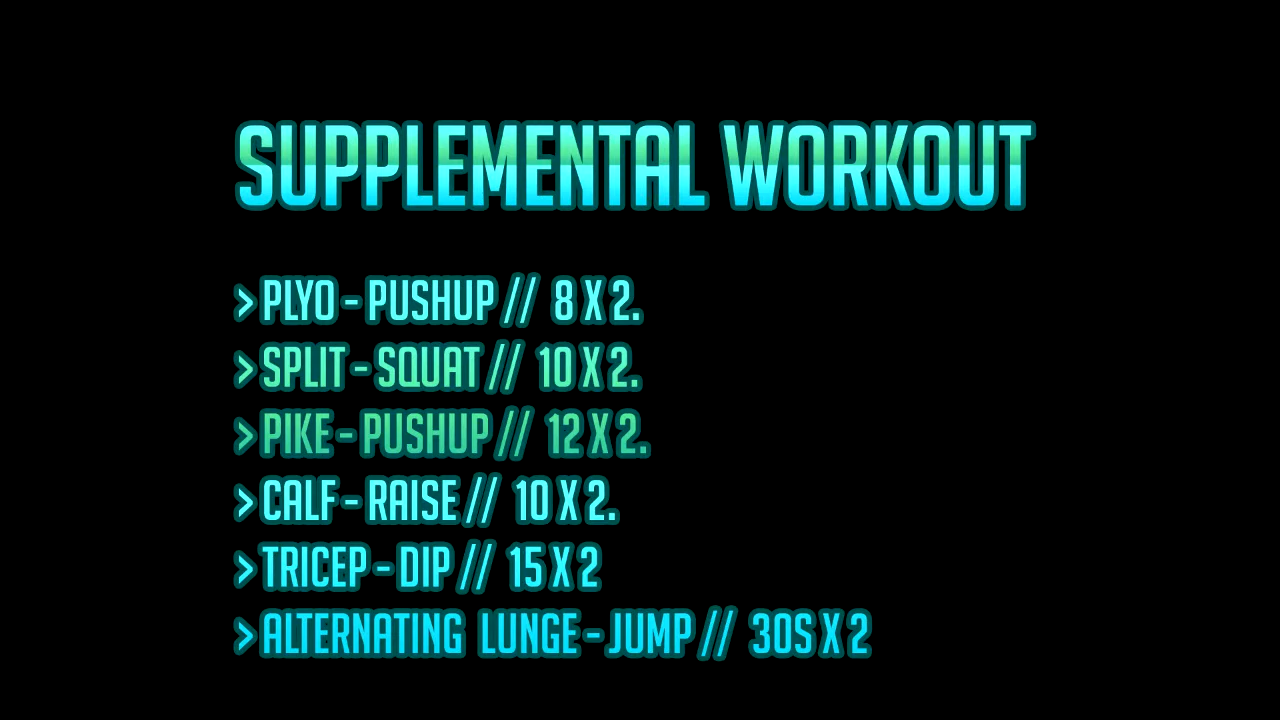 SUPPLEMENTAL WORKOUT
> PLYO - PUSHUP // 8 X 2.
> SPLIT - SQUAT // 10 X 2.
> PIKE - PUSHUP // 12 X 2.
> CALF - RAISE // 10 X 2.
> TRICEP - DIP // 15 X 2
> ALTERNATING LUNGE - JUMP // 30S X 2